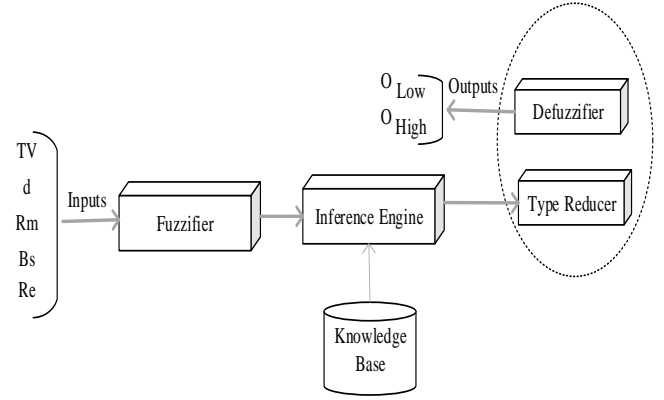 TV
d
Rm
Bs
Re
Inputs
Fuzzifier
Inference Engine
Knowledge
Base
Type Reducer
Defuzzifier
Outputs
O Low
O High